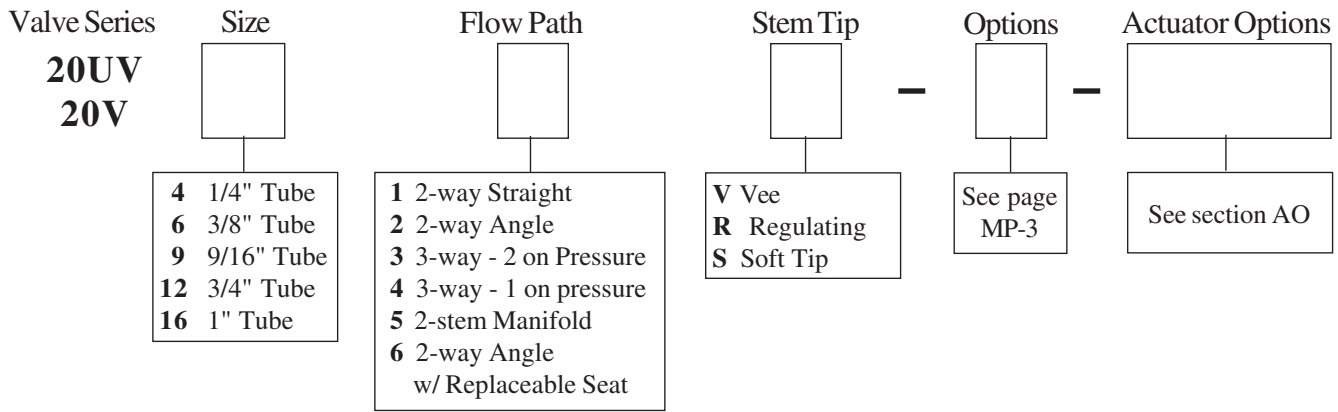 Valve Series Size Flow Path Stem Tip Options Actuator Options
20UV
20V
– –
4 1/4" Tube
6 3/8" Tube
9 9/16" Tube
12 3/4" Tube
16 1" Tube
1 2-way Straight
2 2-way Angle
3 3-way - 2 on Pressure
4 3-way - 1 on pressure
5 2-stem Manifold
6 2-way Angle
w/ Replaceable Seat
V Vee
R Regulating
S Soft Tip
See page
MP-3
See section AO